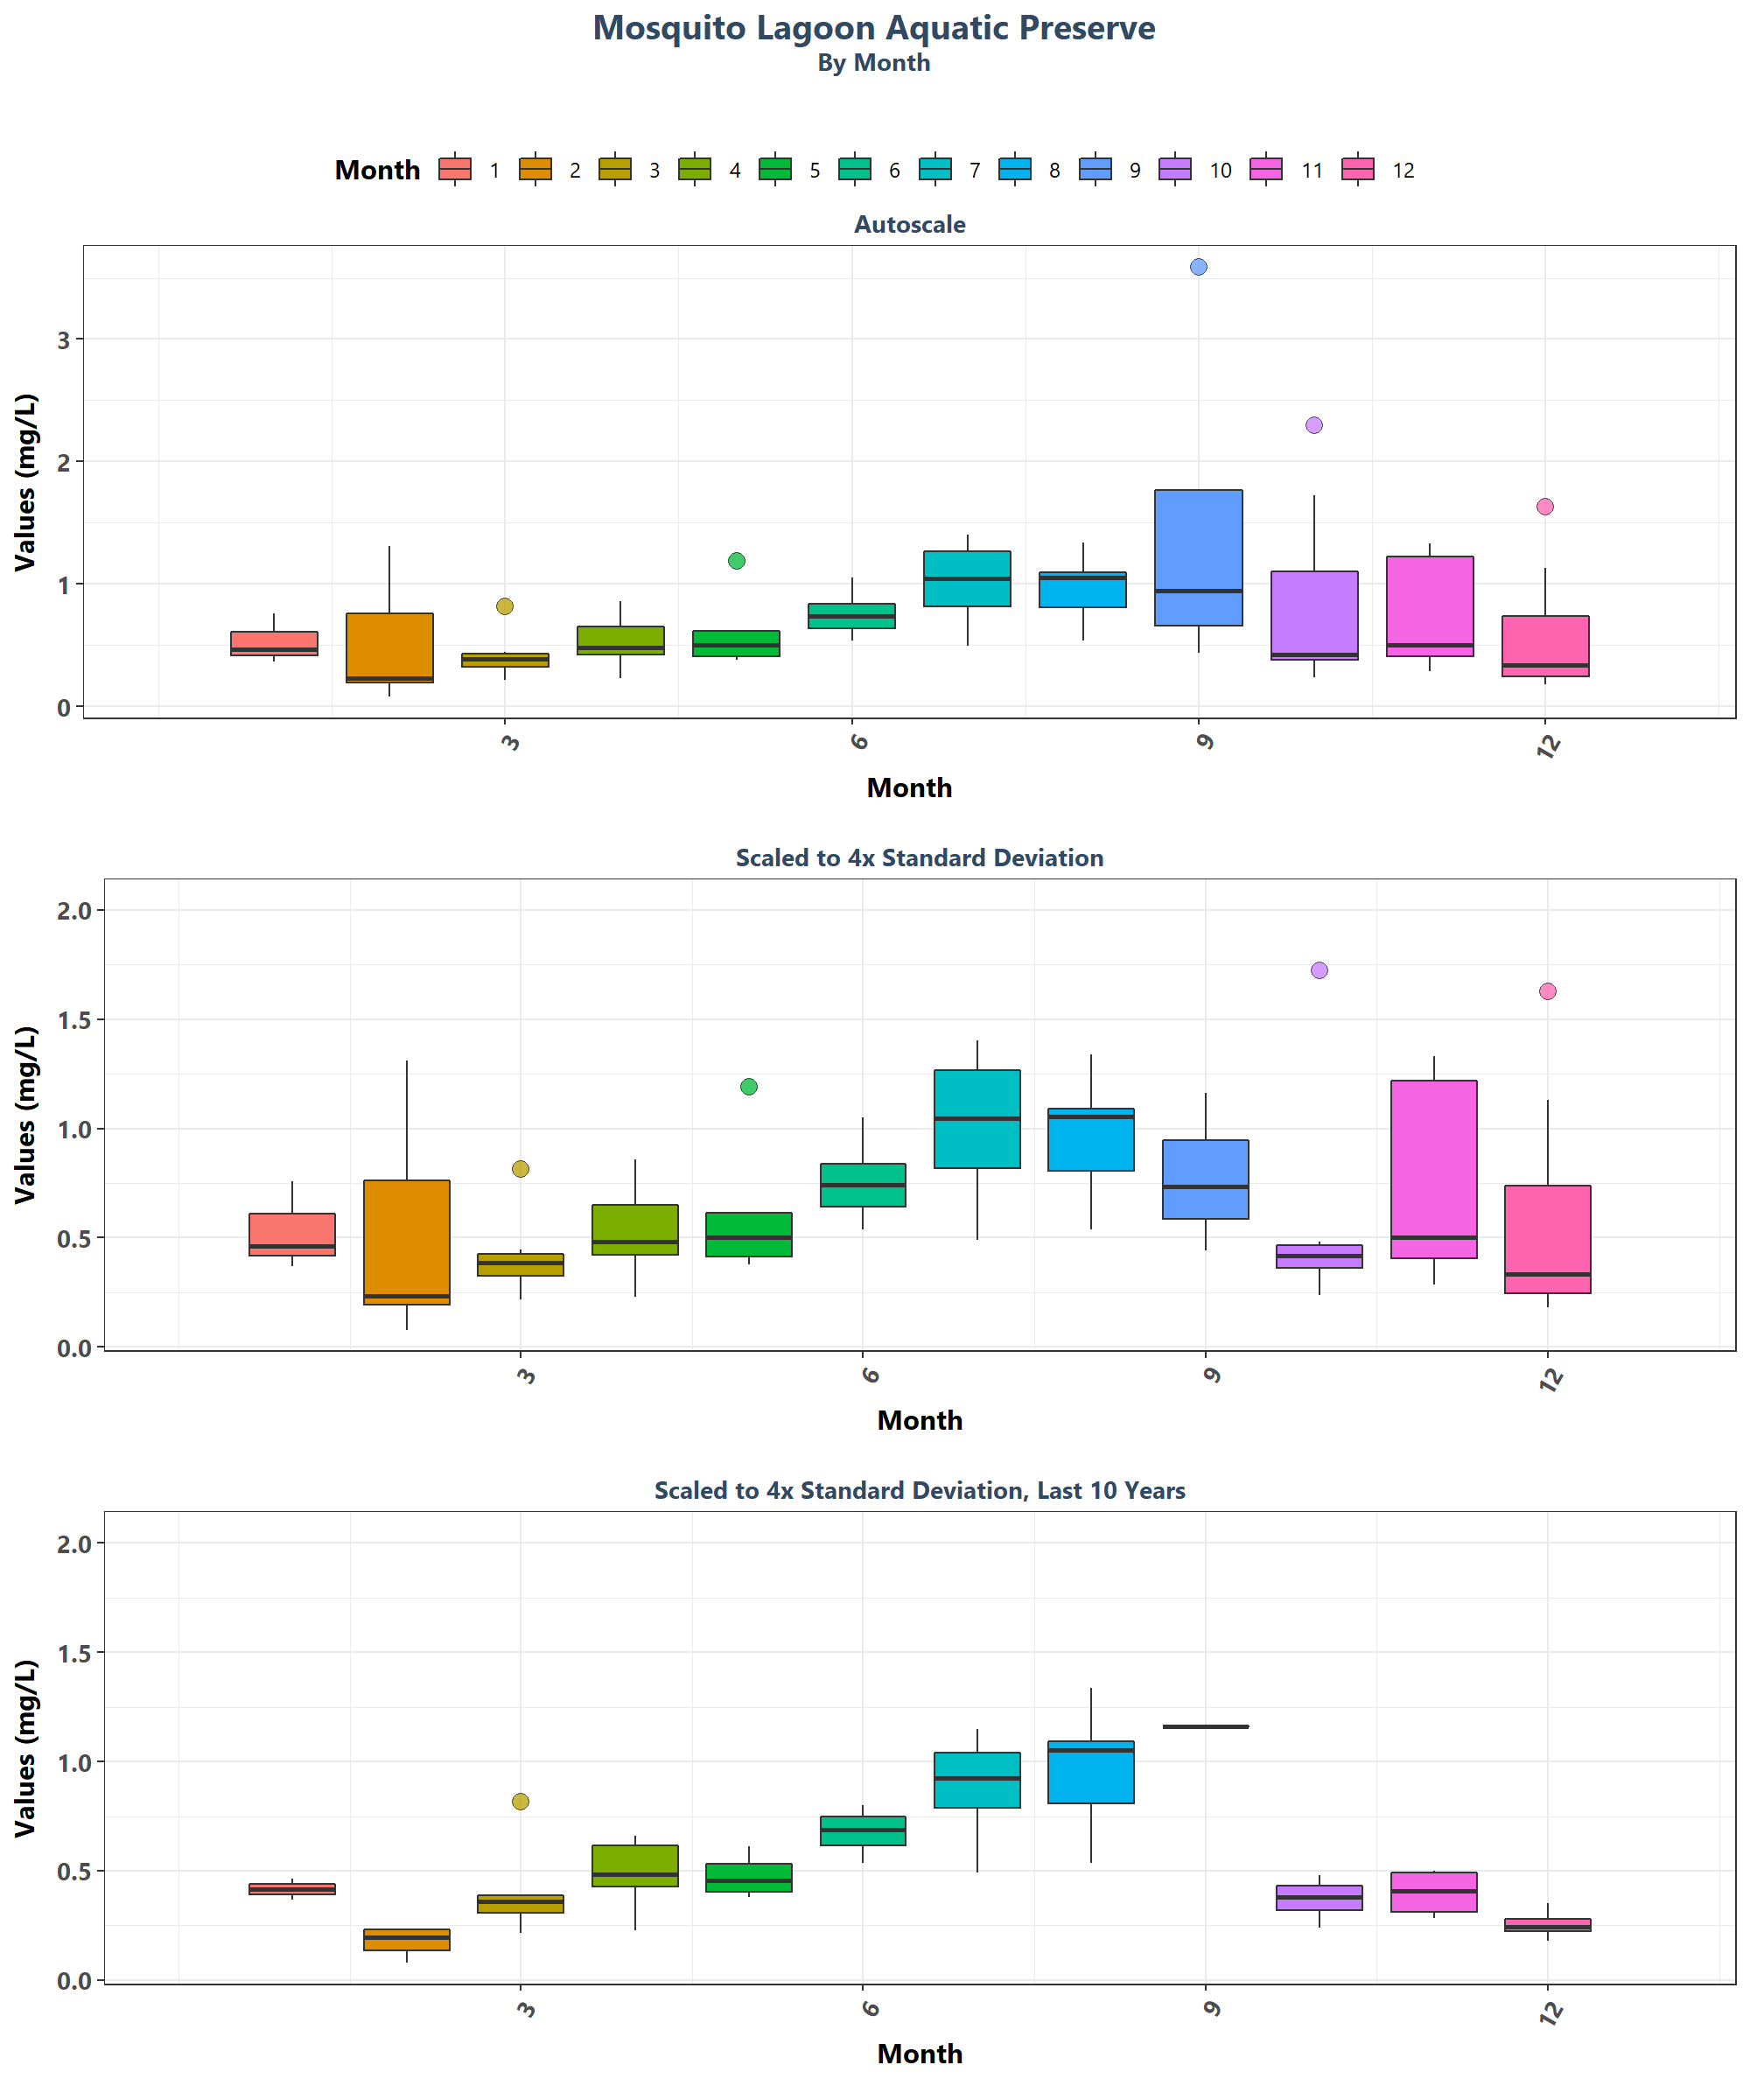 Mosquito Lagoon Aquatic Preserve
By Month
Month 1 2 3 4 5 6 7 8 9 10 11 12
Autoscale
Values (mg/L)
3
2
1
0
3 6 9 12
Month
Scaled to 4x Standard Deviation
Values (mg/L)
2.0
1.5
1.0
0.5
0.0
3 6 9 12
Month
Scaled to 4x Standard Deviation, Last 10 Years
Values (mg/L)
2.0
1.5
1.0
0.5
0.0
3 6 9 12
Month